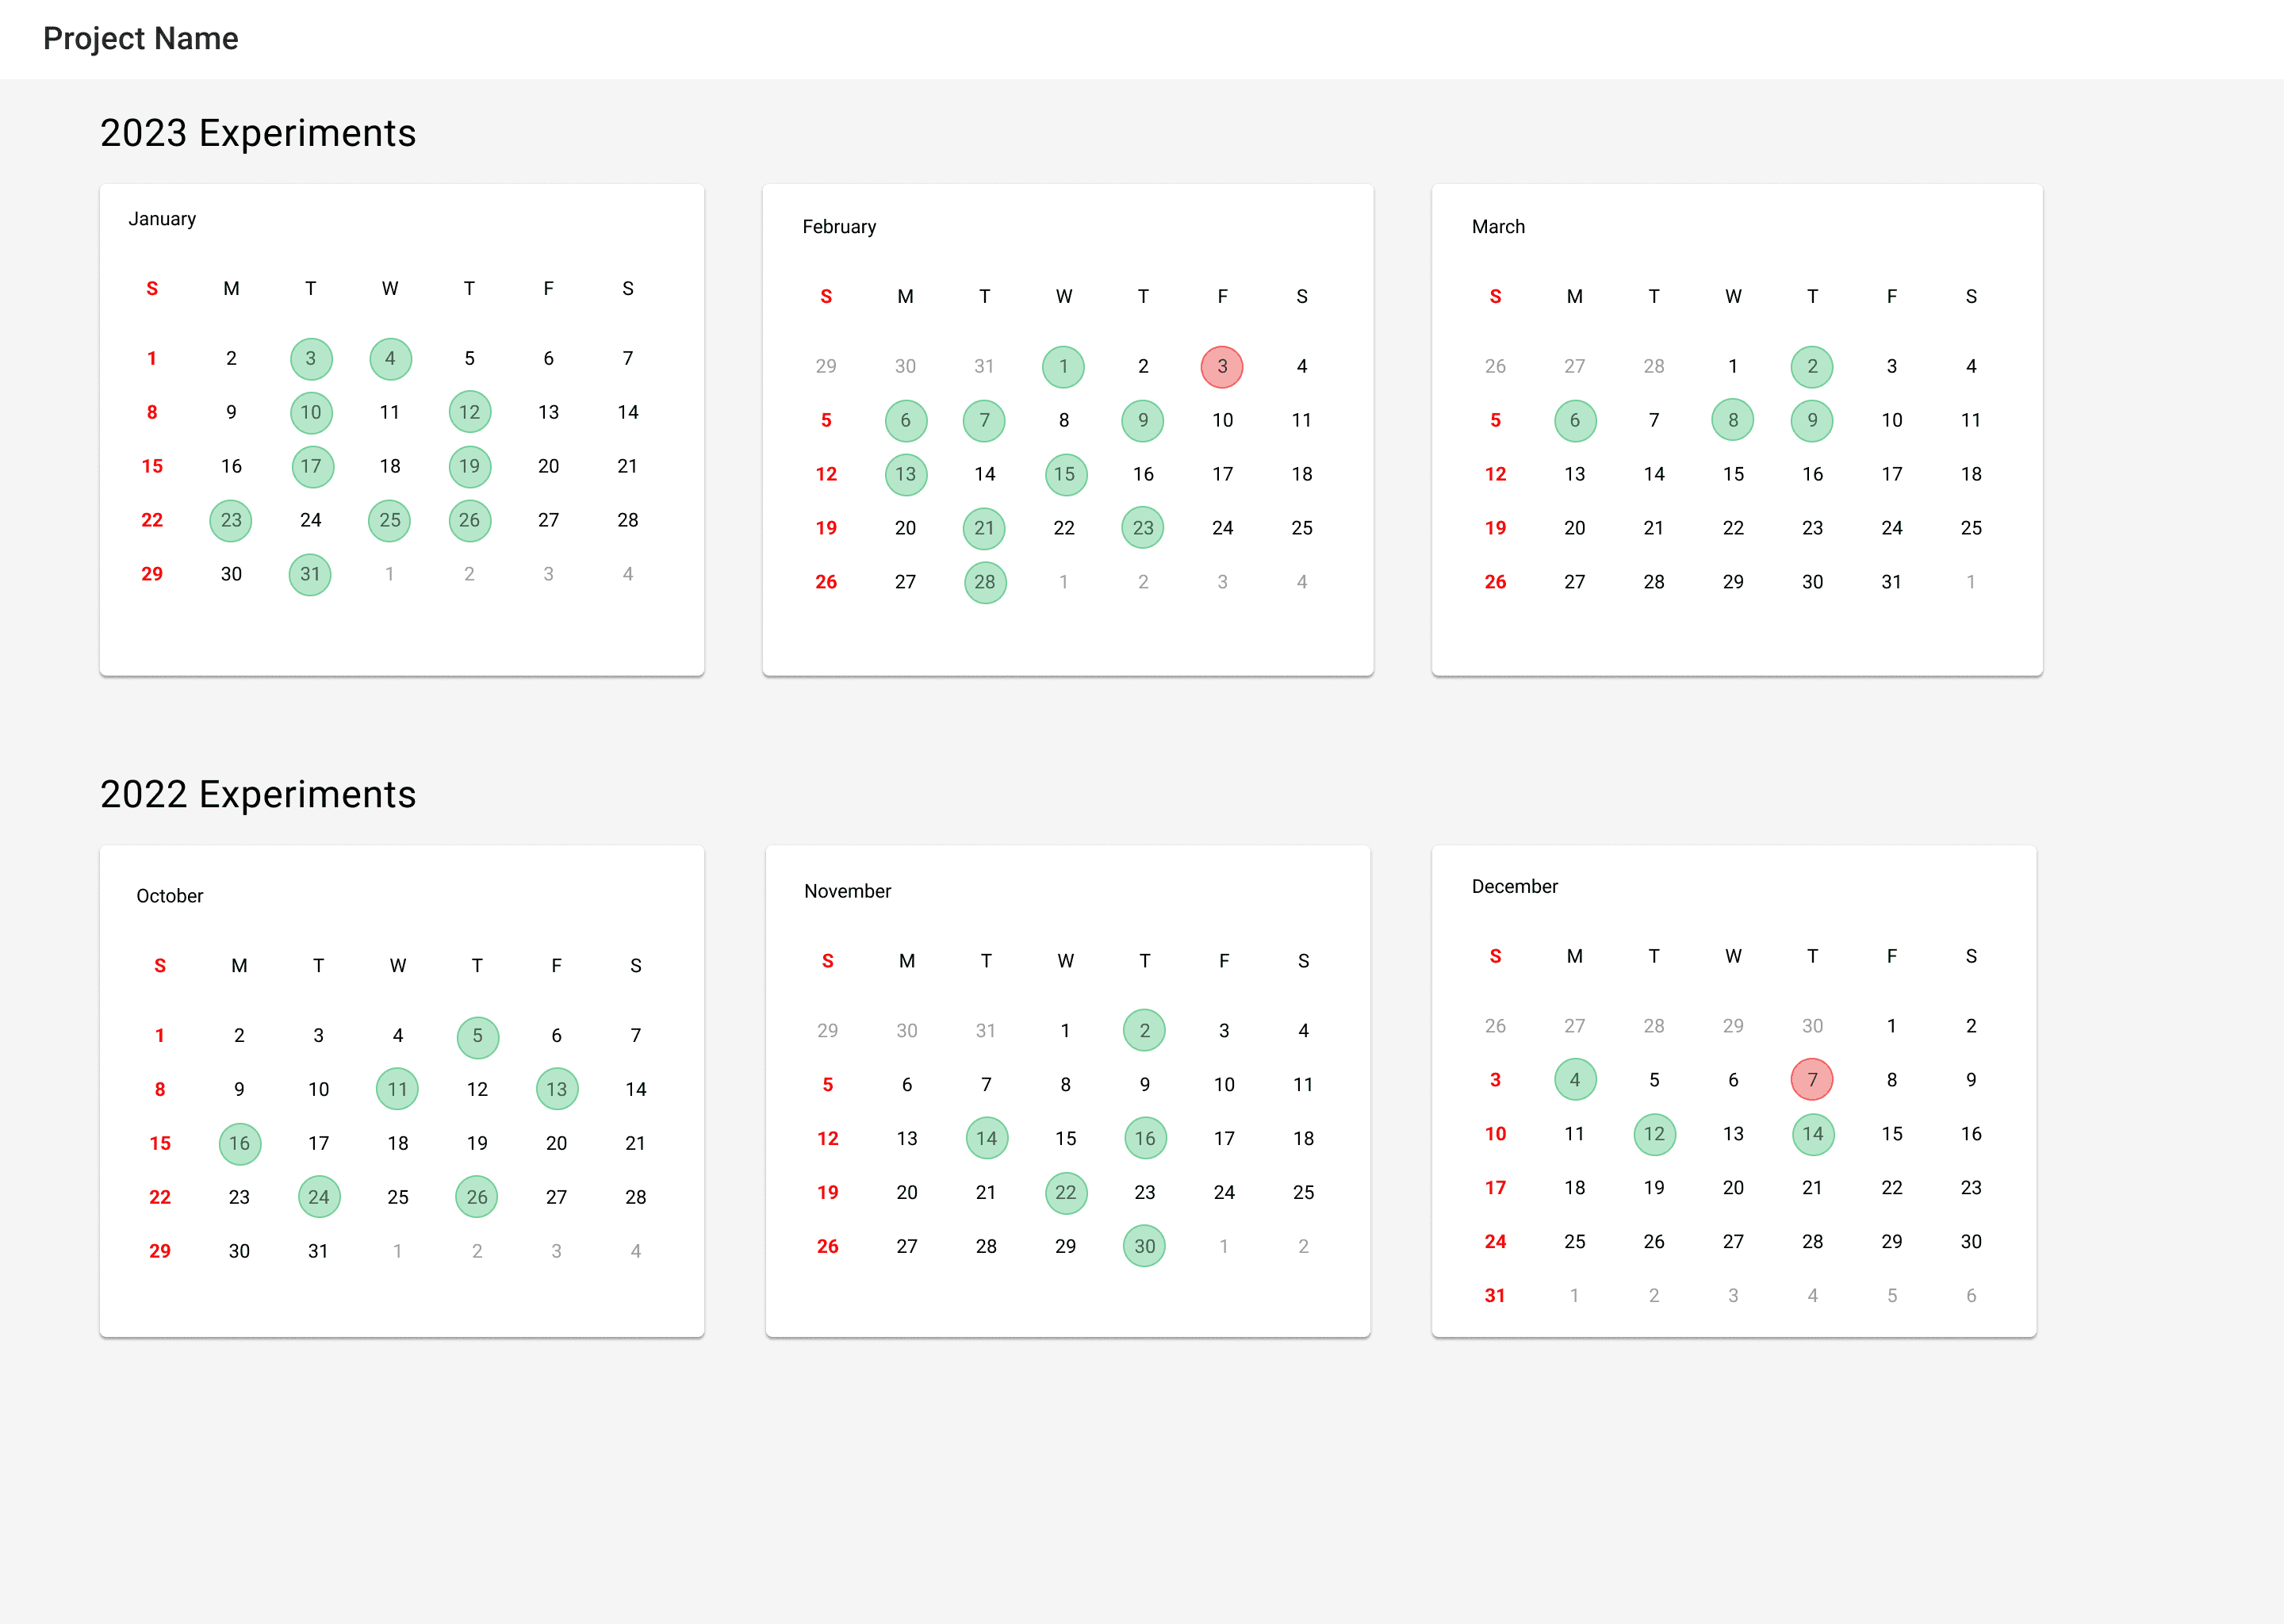 Project Name
2023 Experiments
January
S M T W T F S
1 2 3 4 5 6 7
8 9 10 11 12 13 14
15 16 17 18 19 20 21
22 23 24 25 26 27 28
29 30 31 1 2 3 4
February
S M T W T F S
29 30 31 1 2 3 4
5 6 7 8 9 10 11
12 13 14 15 16 17 18
19 20 21 22 23 24 25
26 27 28 1 2 3 4
March
S M T W T F S
26 27 28 1 2 3 4
5 6 7 8 9 10 11
12 13 14 15 16 17 18
19 20 21 22 23 24 25
26 27 28 29 30 31 1
2022 Experiments
October
S M T W T F S
1 2 3 4 5 6 7
8 9 10 11 12 13 14
15 16 17 18 19 20 21
22 23 24 25 26 27 28
29 30 31 1 2 3 4
November
S M T W T F S
29 30 31 1 2 3 4
5 6 7 8 9 10 11
12 13 14 15 16 17 18
19 20 21 22 23 24 25
26 27 28 29 30 1 2
December
S M T W T F S
26 27 28 29 30 1 2
3 4 5 6 7 8 9
10 11 12 13 14 15 16
17 18 19 20 21 22 23
24 25 26 27 28 29 30
31 1 2 3 4 5 6